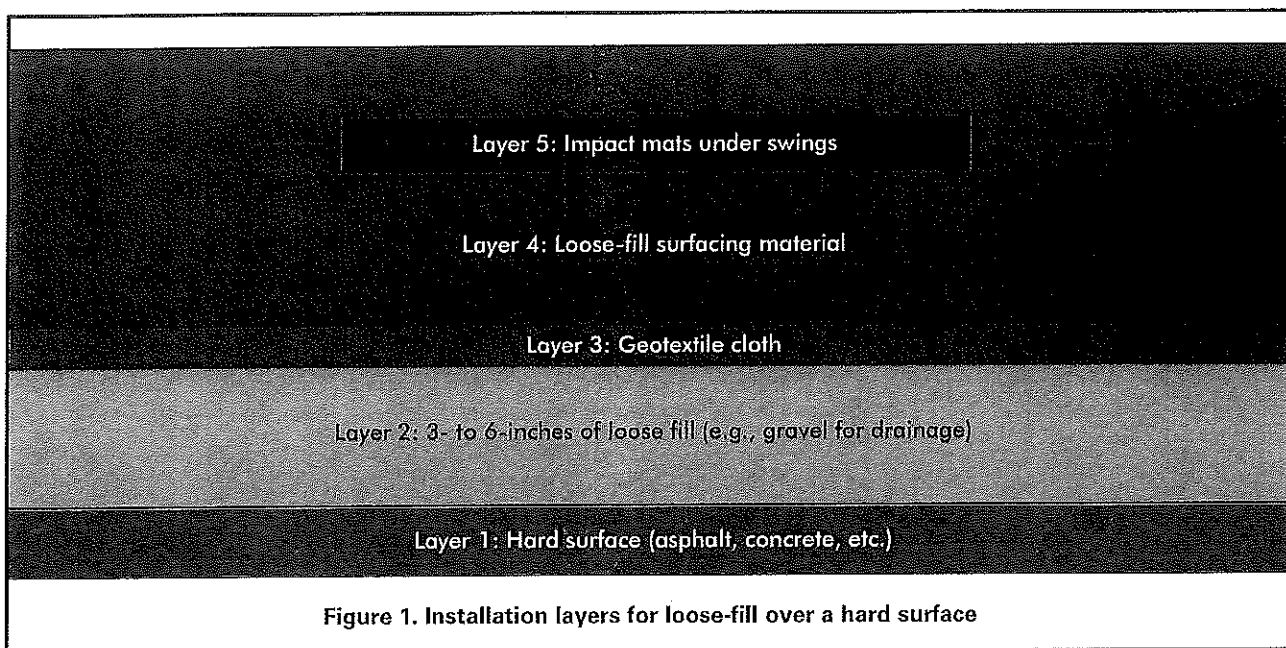 Layer 5: Impact mats under swings
Layer 4: Loose-fill surfacing material
Layer 3: Geotextile cloth
Layer 2: 3- to 6-inches of loose fill (e.g., gravel for drainage)
Layer 1: Hard surface (asphalt, concrete, etc.)
Figure 1. Installation layers for loose-fill over a hard surface